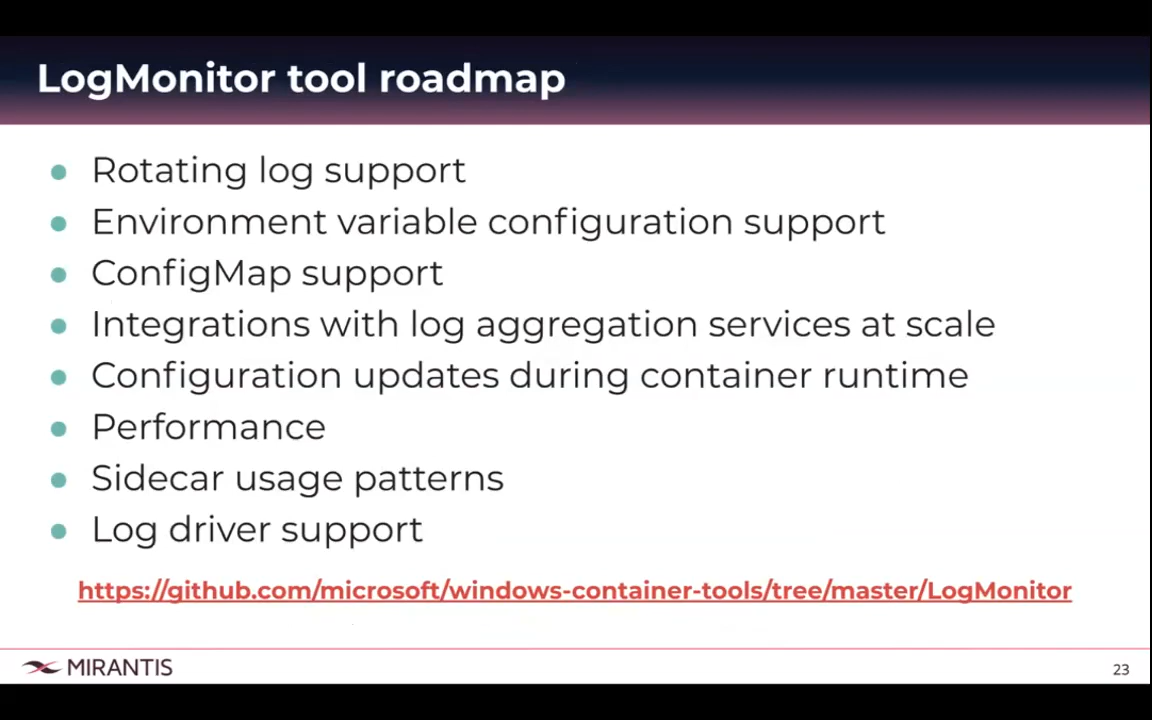 LogMonitor tool roadmap
Rotating log support
Environment variable configuration support
ConfigMap support
Integrations with log aggregation services at scale
Configuration updates during container runtime
Performance
Sidecar usage patterns
Log driver support
https://github.com/microsoft/windows-container-tools/tree/master/LogMonitor
MIRANTIS
23